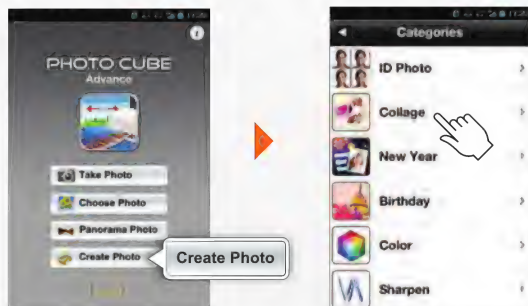 PHOTO CUBE
Advance
Take Photo
Choose Photo
Panorama Photo
Create Photo
Create Photo
Categories
ID Photo
Collage
New Year
Birthday
Color
Sharpen